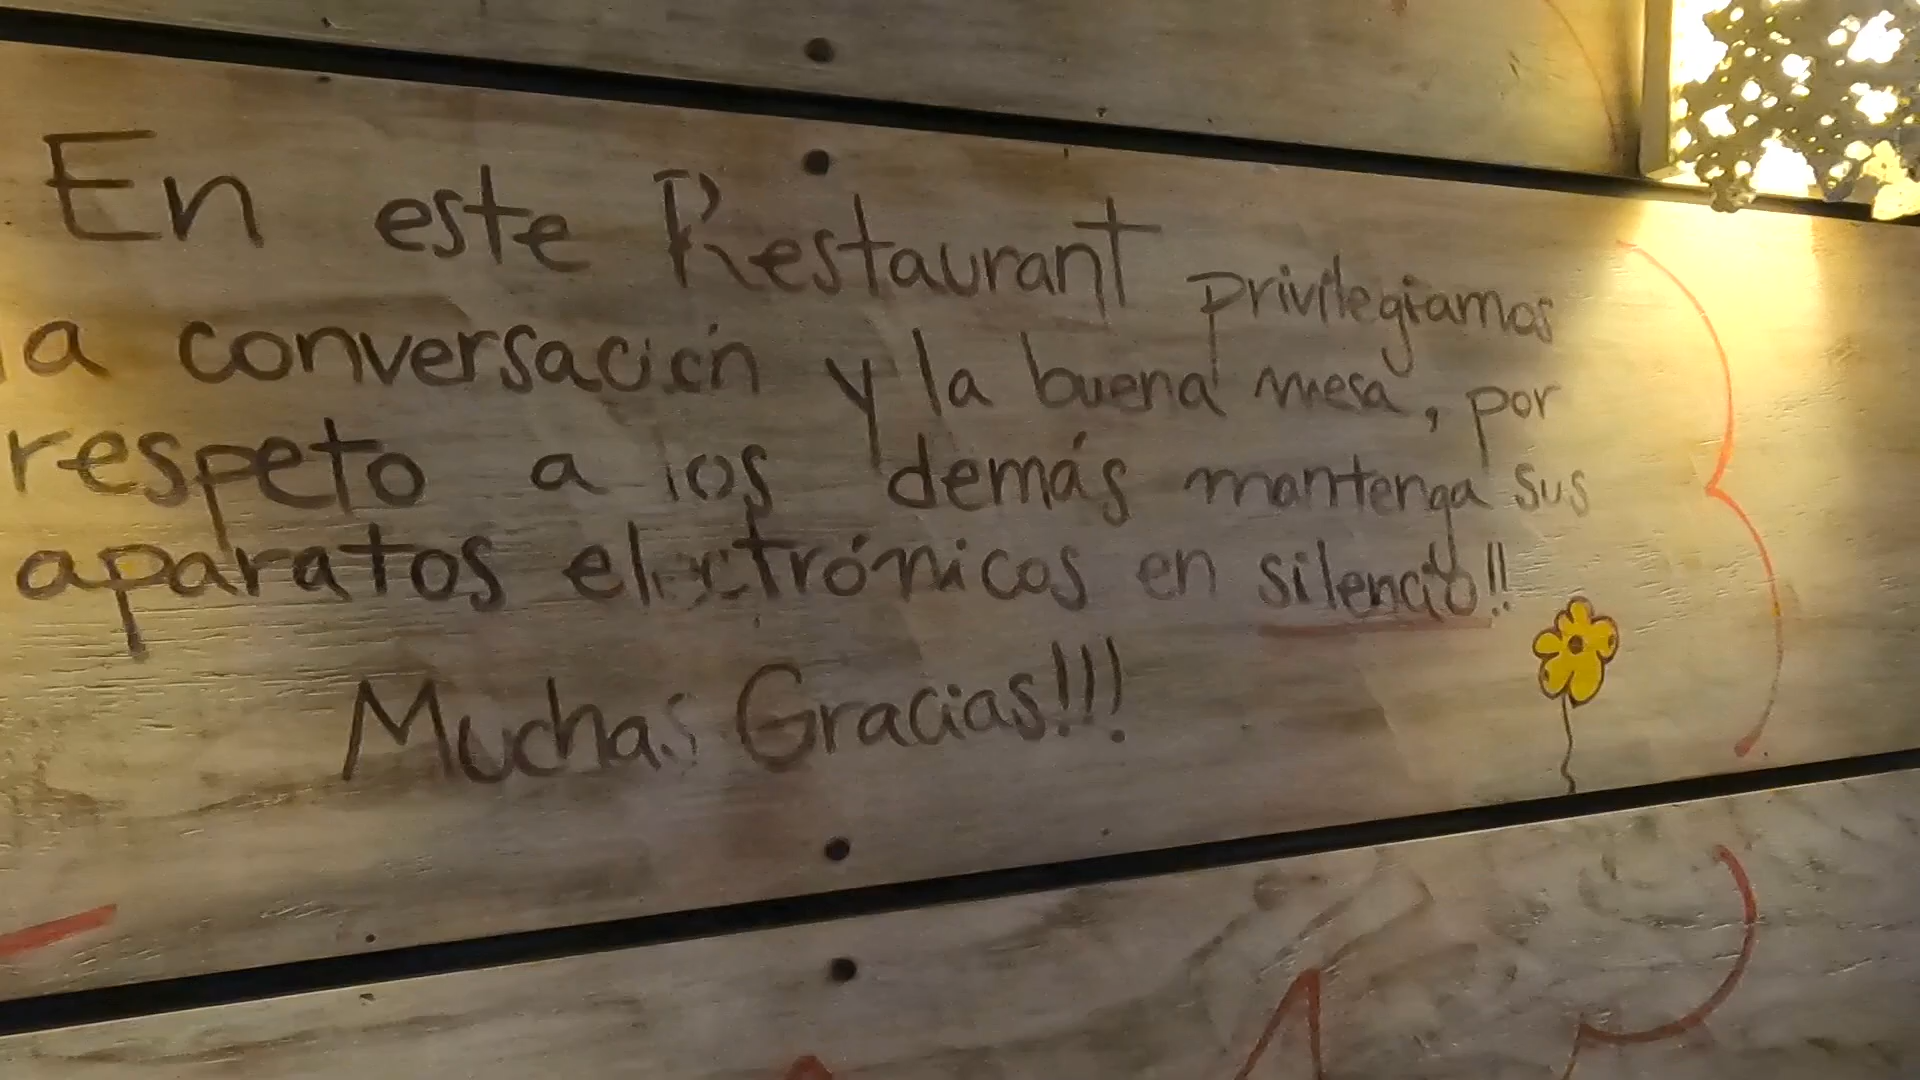 En este Restaurant privilegiamos
la conversación y la buena mesa, por
respeto a los demás mantenga sus
aparatos electrónicos en silencio!!
Muchas Gracias!!!